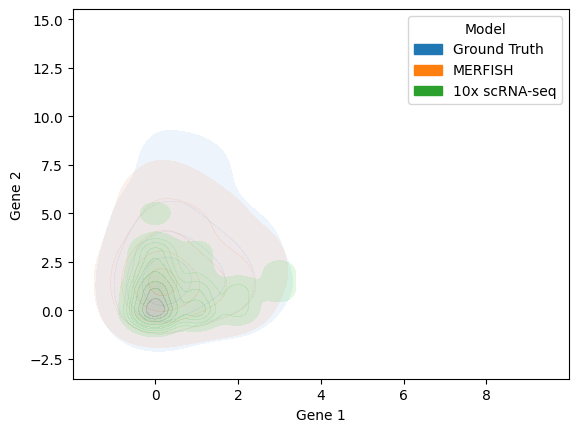 Model
Ground Truth
MERFISH
10x scRNA-seq
15.0
12.5
10.0
7.5
5.0
2.5
0.0
−2.5
Gene 2
0
2
4
6
8
Gene 1